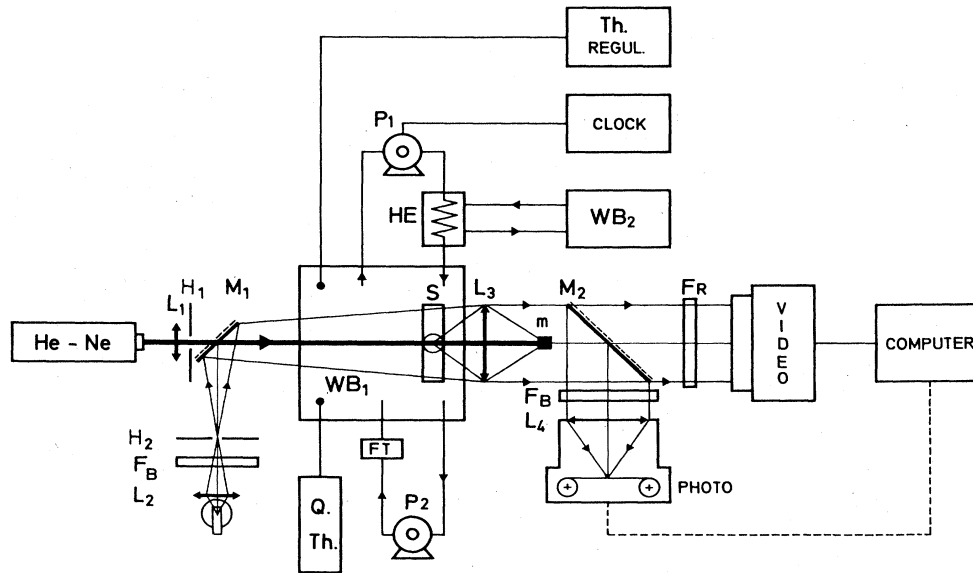 Th.
REGUL.
P1
CLOCK
HE
WB2
H1
M1
L1
S
L3
M2
FR
m
He - Ne
VIDEO
COMPUTER
WB1
FB
L4
H2
FB
L2
FT
PHOTO
Q.
Th.
P2